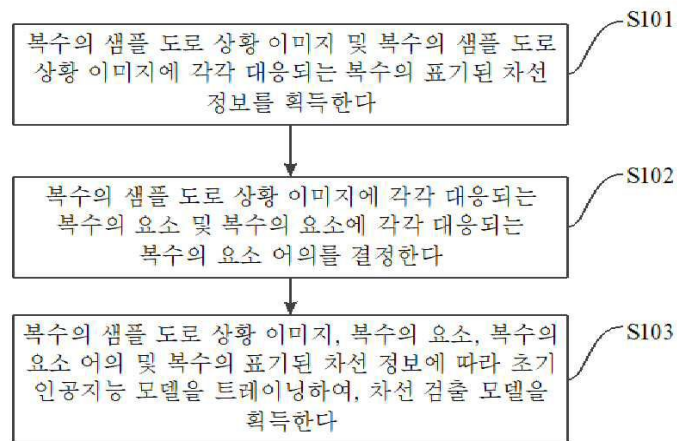 복수의 샘플 도로 상황 이미지 및 복수의 샘플 도로
상황 이미지에 각각 대응되는 복수의 표기된 차선
정보를 획득한다
S101
복수의 샘플 도로 상황 이미지에 각각 대응되는
복수의 요소 및 복수의 요소에 각각 대응되는
복수의 요소 어의를 결정한다
S102
복수의 샘플 도로 상황 이미지, 복수의 요소, 복수의
요소 어의 및 복수의 표기된 차선 정보에 따라 초기
인공지능 모델을 트레이닝하여, 차선 검출 모델을
획득한다
S103